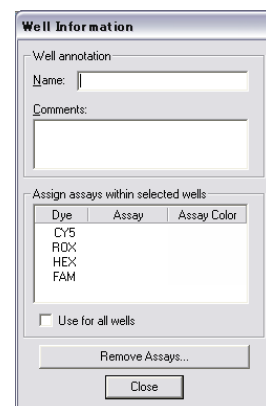 Well Information
Well annotation
Name:
Comments:
Assign assays within selected wells
Dye Assay Assay Color
CY5
ROX
HEX
FAM
Use for all wells
Remove Assays...
Close